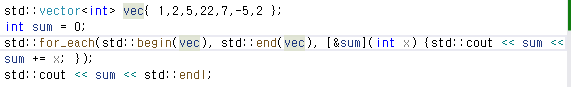 std::vector<int> vec{ 1,2,5,22,7,-5,2 };
int sum = 0;
std::for_each(std::begin(vec), std::end(vec), [&sum](int x) {std::cout << sum <<
sum += x; });
std::cout << sum << std::endl;